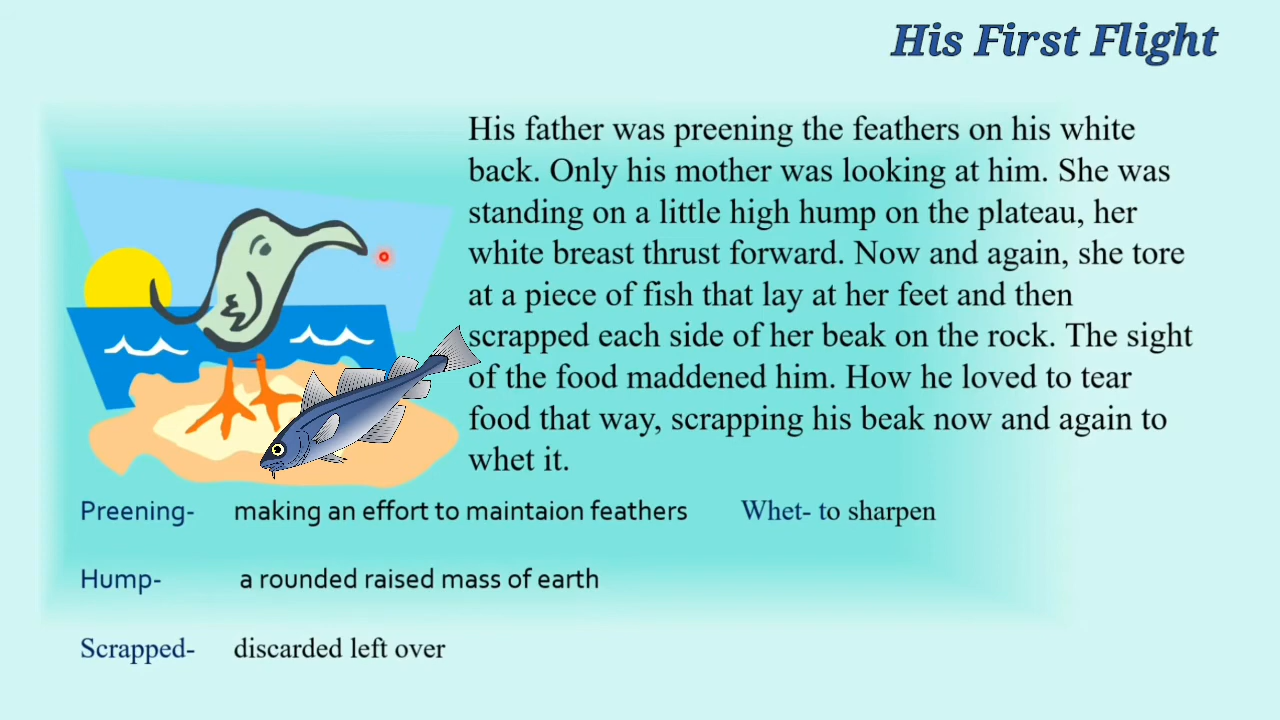 His First Flight
His father was preening the feathers on his white
back. Only his mother was looking at him. She was
standing on a little high hump on the plateau, her
white breast thrust forward. Now and again, she tore
at a piece of fish that lay at her feet and then
scrapped each side of her beak on the rock. The sight
of the food maddened him. How he loved to tear
food that way, scrapping his beak now and again to
whet it.
Preening- making an effort to maintaion feathers Whet- to sharpen
Hump- a rounded raised mass of earth
Scrapped- discarded left over